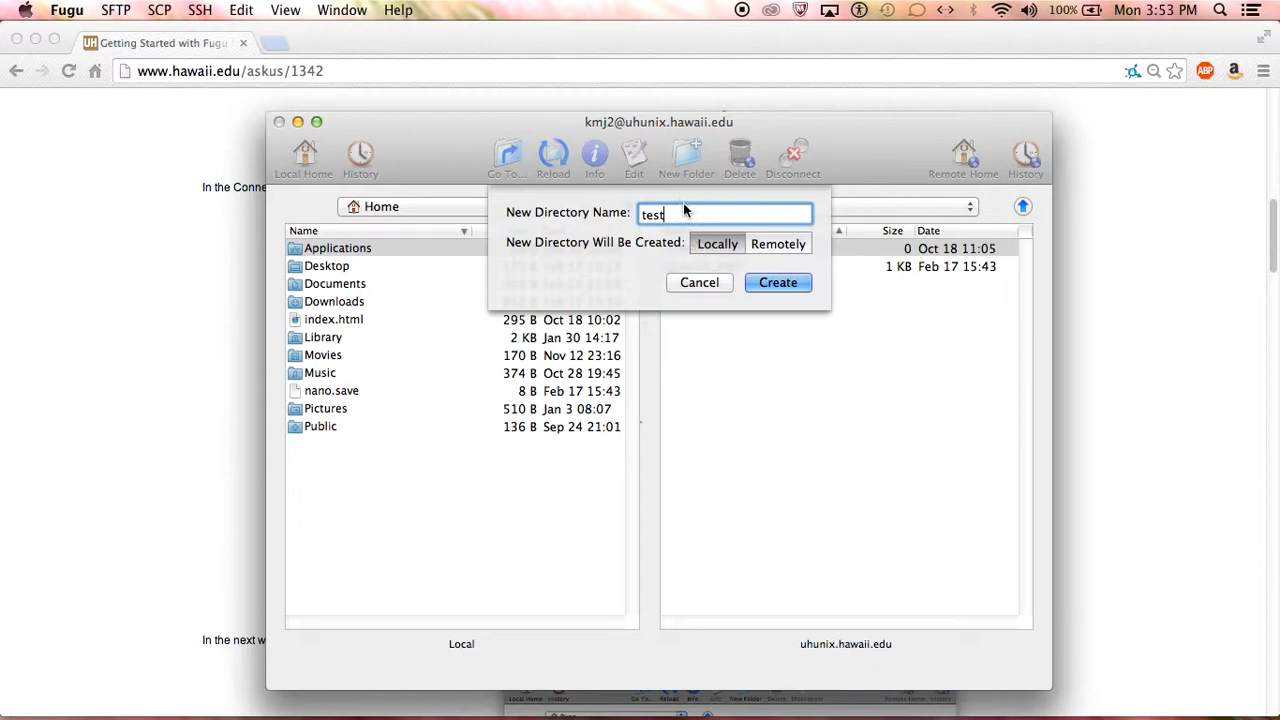 Fugu SFTP SCP SSH Edit View Window Help 100% Mon 3:53 PM
Getting Started with Fugu
www.hawaii.edu/askus/1342 ABP
kmj2@uhunix.hawaii.edu
Local Home History Go To... Reload Info Edit New Folder Delete Disconnect Remote Home History
In the Conne
Home
New Directory Name: test
New Directory Will Be Created: Locally Remotely
Cancel Create
Name Size Date
Applications 0 Oct 18 11:05
Desktop 1 KB Feb 17 15:43
Documents
Downloads
index.html 295 B Oct 18 10:02
Library 2 KB Jan 30 14:17
Movies 170 B Nov 12 23:16
Music 374 B Oct 28 19:45
nano.save 8 B Feb 17 15:43
Pictures 510 B Jan 3 08:07
Public 136 B Sep 24 21:01
In the next w
Local uhunix.hawaii.edu